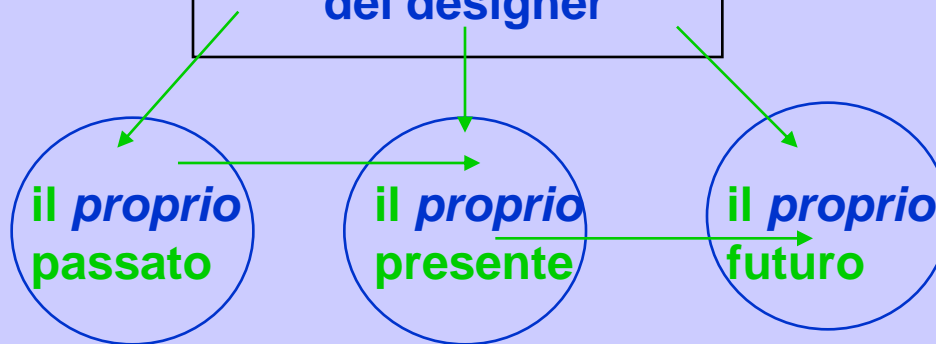 del designer
il proprio
passato
il proprio
presente
il proprio
futuro